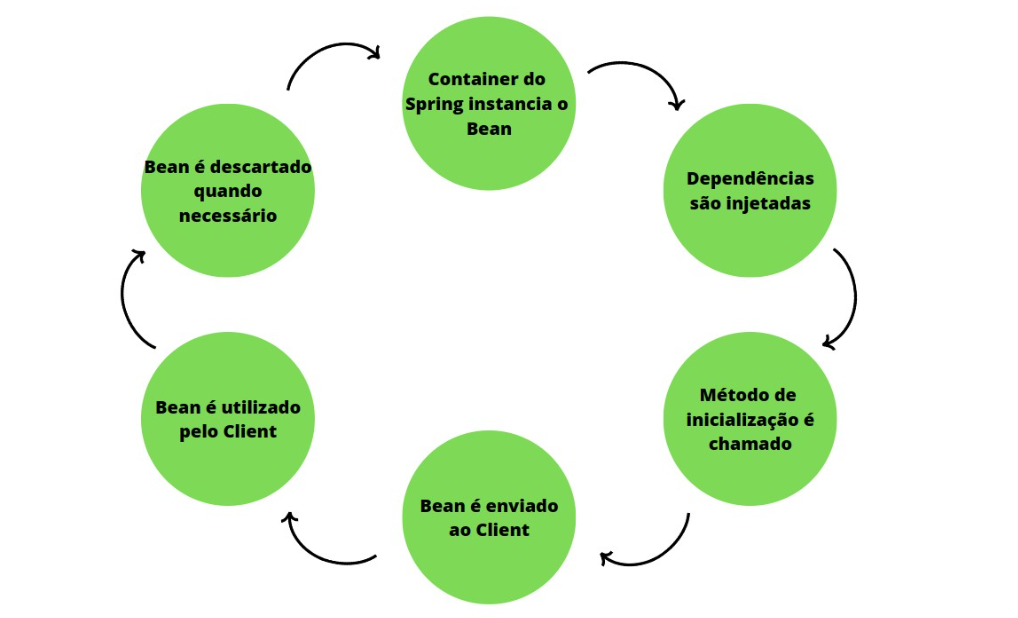 Container do
Spring instancia o
Bean
Dependências
são injetadas
Método de
inicialização é
chamado
Bean é enviado
ao Client
Bean é utilizado
pelo Client
Bean é descartado
quando
necessário